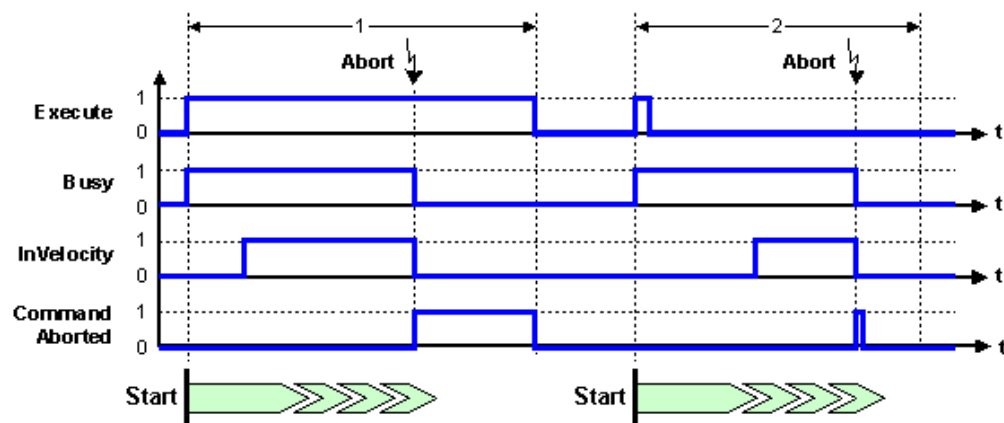 1
2
Abort
Abort
Execute
1
0
t
Busy
1
0
t
InVelocity
1
0
t
Command
Aborted
1
0
t
Start
Start